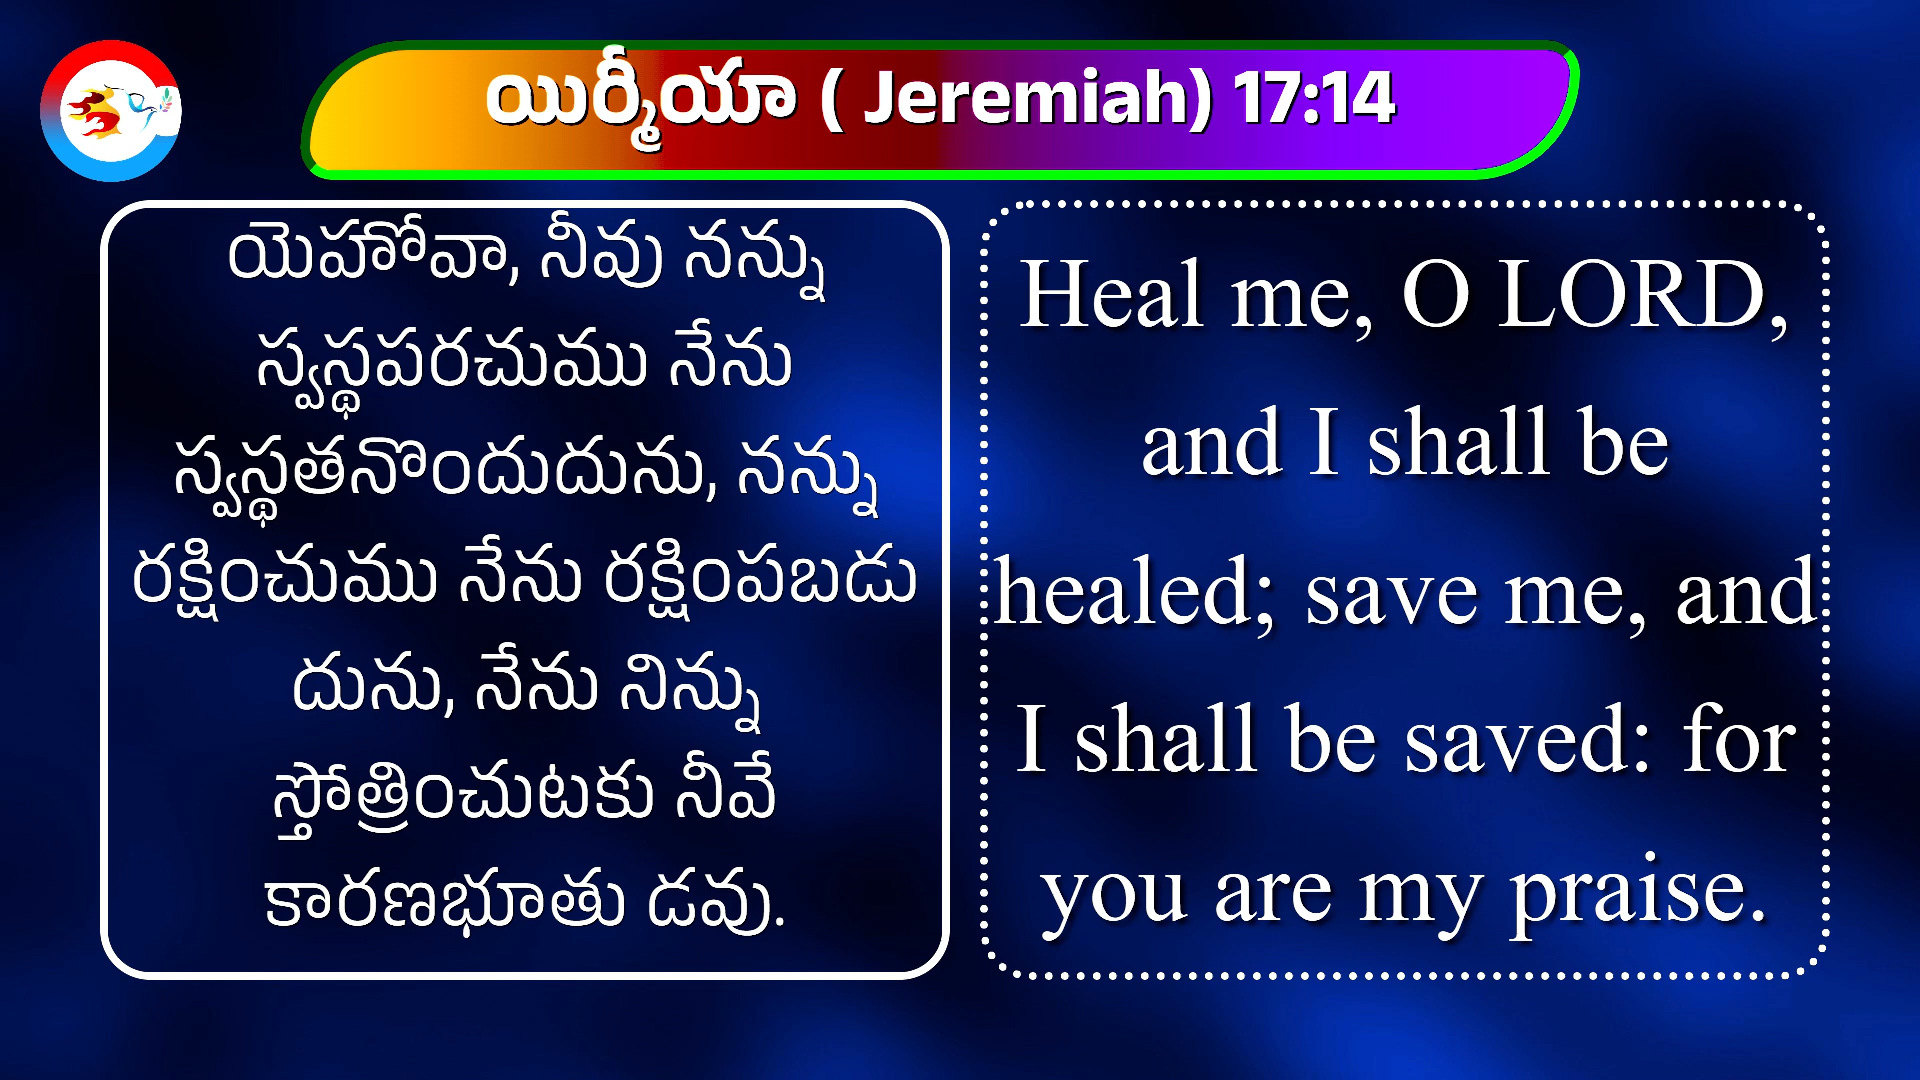 యిర్మీయా ( Jeremiah) 17:14
యెహోవా, నీవు నన్ను
స్వస్థపరచుము నేను
స్వస్థతనొందుదును, నన్ను
రక్షించుము నేను రక్షింపబడు
దును, నేను నిన్ను
స్తోత్రించుటకు నీవే
కారణభూతు డవు.
Heal me, O LORD,
and I shall be
healed; save me, and
I shall be saved: for
you are my praise.